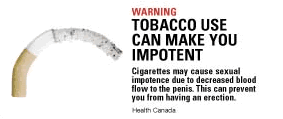 WARNING
TOBACCO USE
CAN MAKE YOU
IMPOTENT
Cigarettes may cause sexual
impotence due to decreased blood
flow to the penis. This can prevent
you from having an erection.
Health Canada